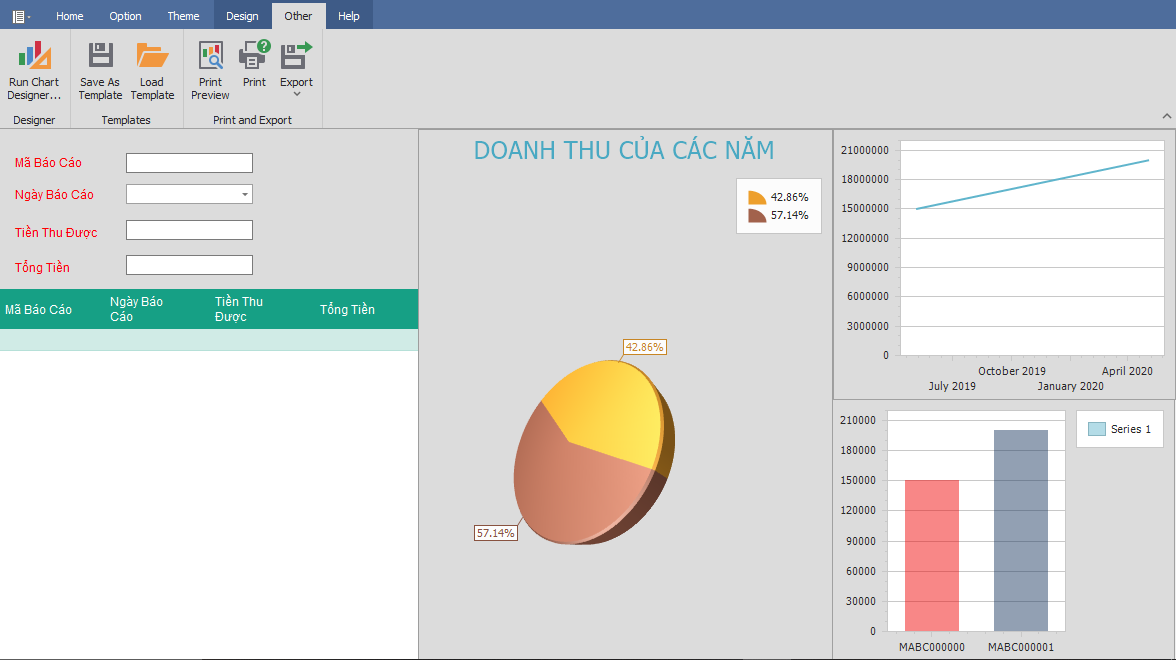 Home Option Theme Design Other Help
Run Chart
Designer...
Save As
Template
Load
Template
Print
Preview
Print
Export
Designer
Templates
Print and Export
Mã Báo Cáo
Ngày Báo Cáo
Tiền Thu Được
Tổng Tiền
Mã Báo Cáo
Ngày Báo
Cáo
Tiền Thu
Được
Tổng Tiền
DOANH THU CỦA CÁC NĂM
42.86%
57.14%
42.86%
57.14%
21000000
18000000
15000000
12000000
9000000
6000000
3000000
0
October 2019 April 2020
July 2019 January 2020
210000
180000
150000
120000
90000
60000
30000
0
MABC000000 MABC000001
Series 1